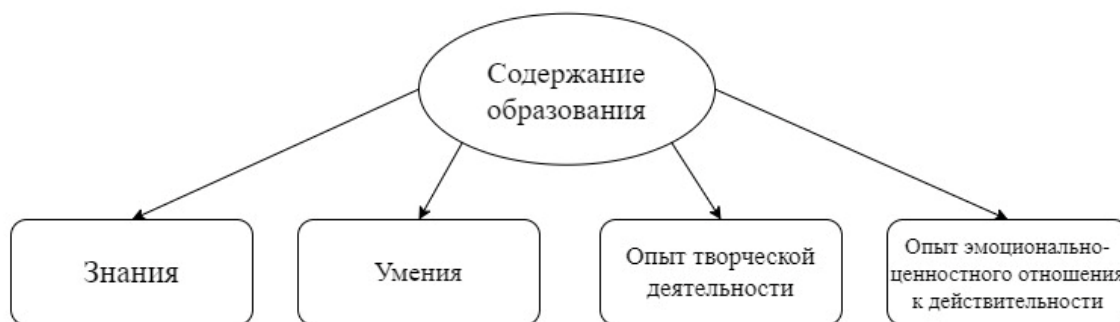 Содержание
образования
Знания
Умения
Опыт творческой
деятельности
Опыт эмоционально-
ценностного отношения
к действительности